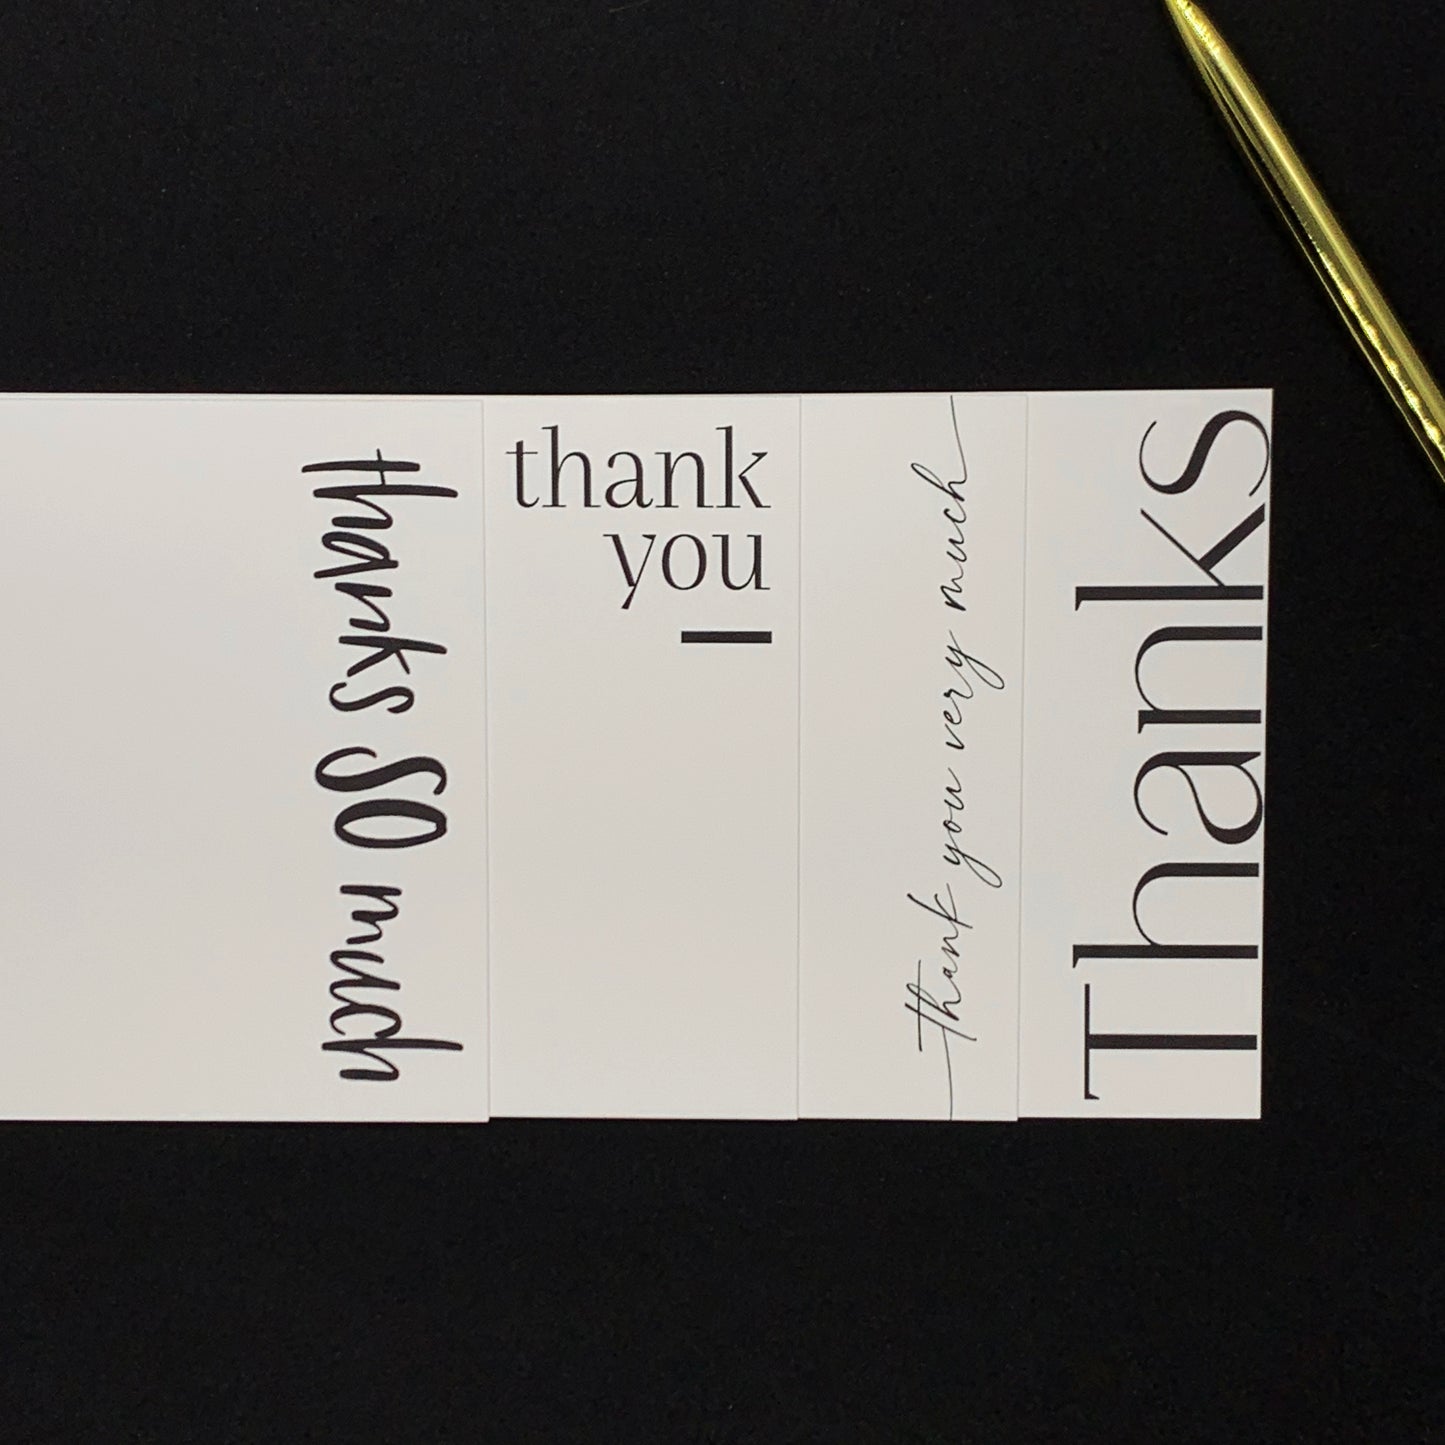 thanks SO much
thank
you
thank you very much
Thanks